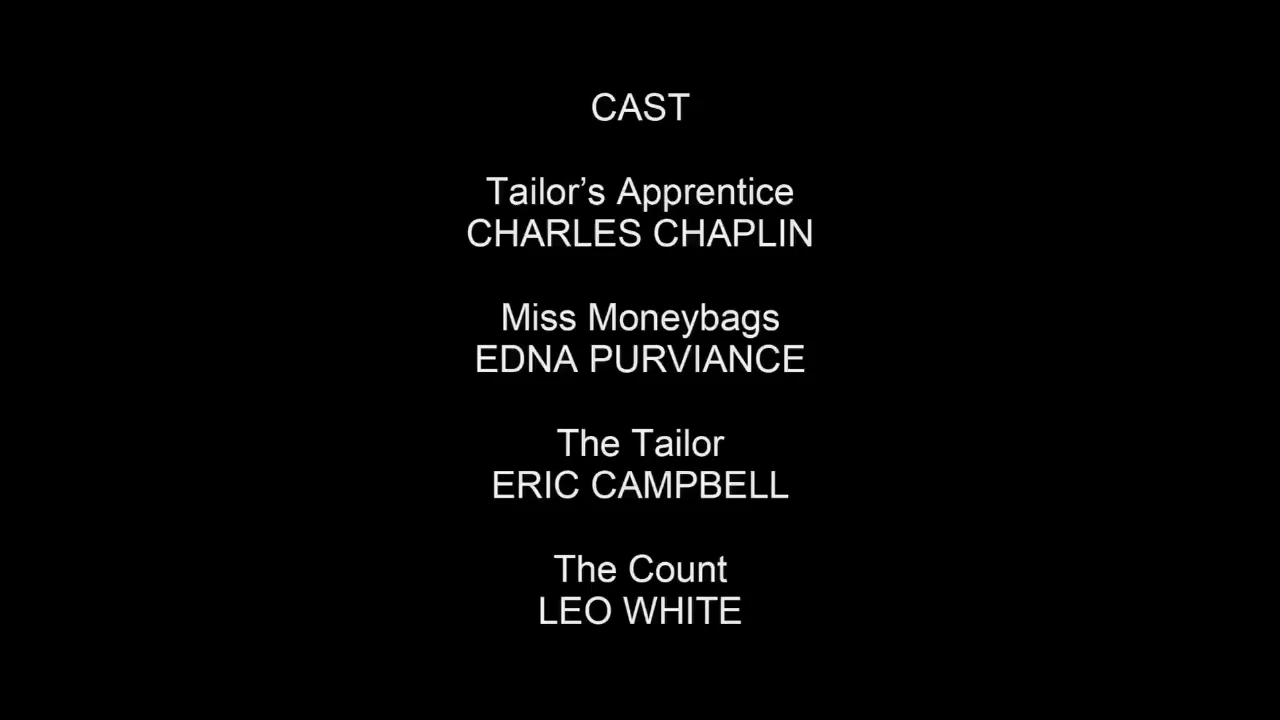 CAST
Tailor’s Apprentice
CHARLES CHAPLIN
Miss Moneybags
EDNA PURVIANCE
The Tailor
ERIC CAMPBELL
The Count
LEO WHITE